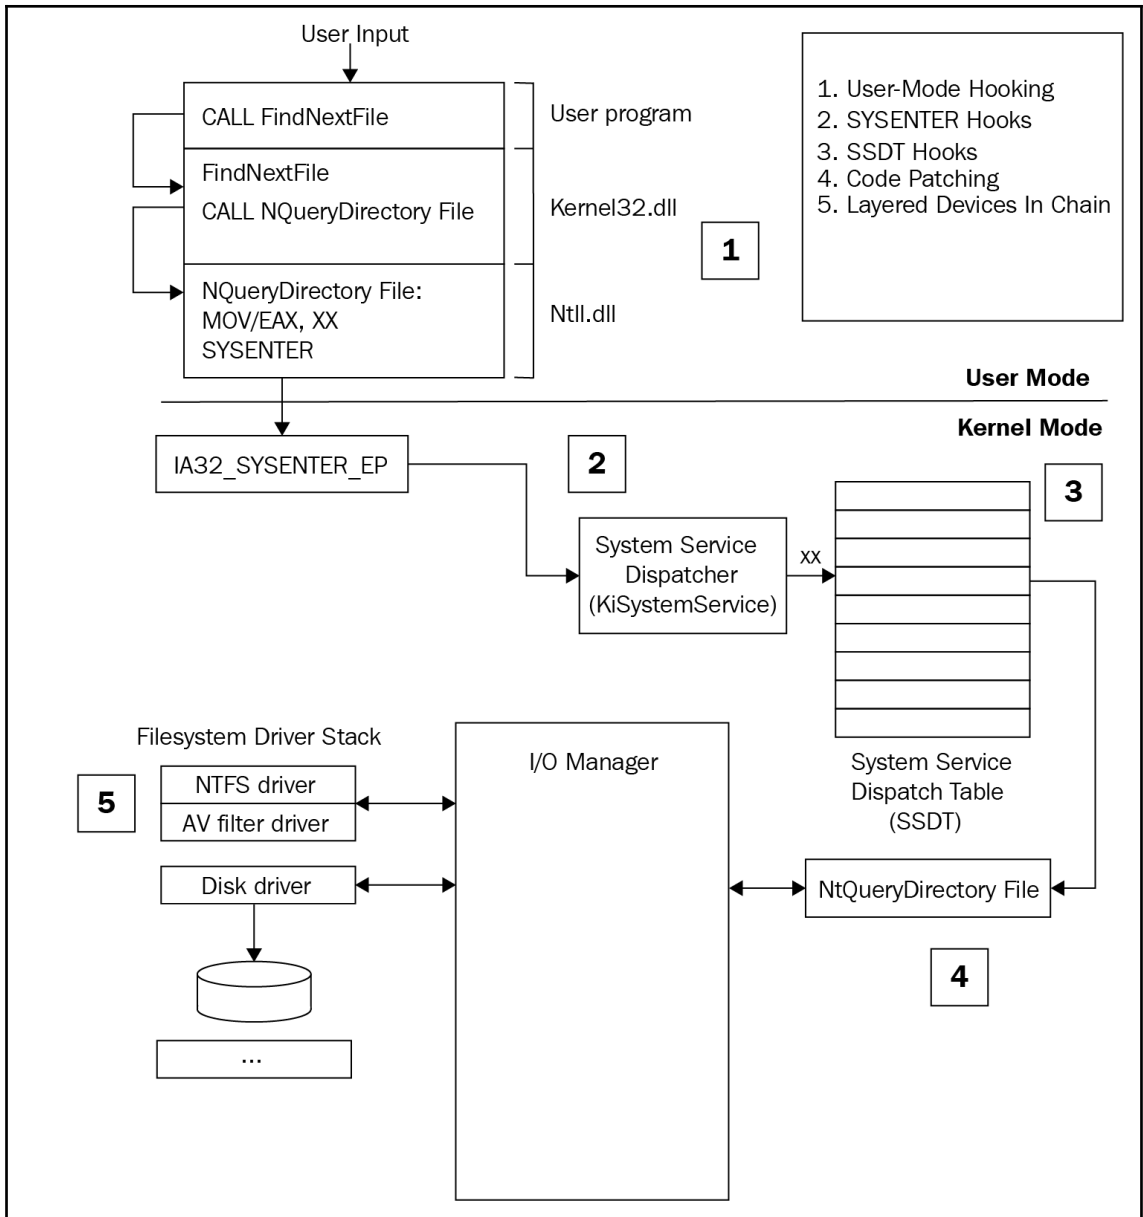 User Input
CALL FindNextFile
User program
FindNextFile
CALL NQueryDirectory File
Kernel32.dll
1
NQueryDirectory File:
MOV/EAX, XX
SYSENTER
Ntll.dll
1. User-Mode Hooking
2. SYSENTER Hooks
3. SSDT Hooks
4. Code Patching
5. Layered Devices In Chain
User Mode
Kernel Mode
IA32_SYSENTER_EP
2
System Service
Dispatcher
(KiSystemService)
xx
3
System Service
Dispatch Table
(SSDT)
Filesystem Driver Stack
5
NTFS driver
AV filter driver
Disk driver
...
I/O Manager
NtQueryDirectory File
4